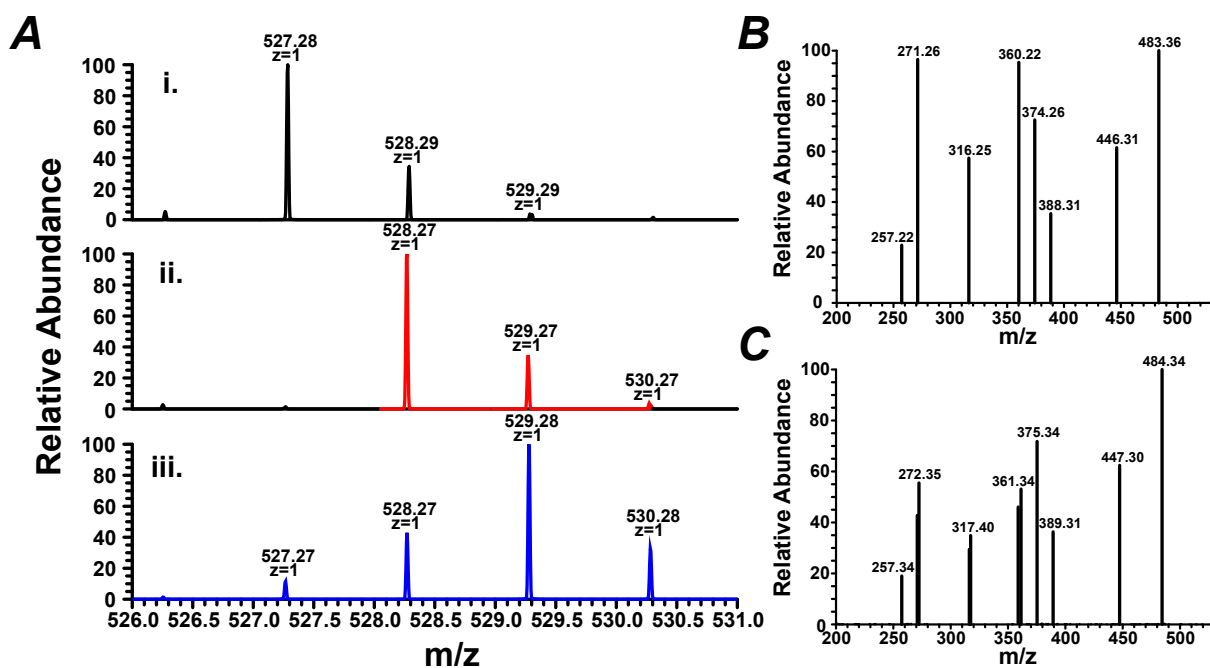 A
i.
527.28
z=1
528.29
z=1
529.29
z=1
100
80
60
40
20
0
ii.
528.27
z=1
529.27
z=1
530.27
z=1
100
80
60
40
20
0
iii.
527.27
z=1
528.27
z=1
529.28
z=1
530.28
z=1
100
80
60
40
20
0
Relative Abundance
526.0 526.5 527.0 527.5 528.0 528.5 529.0 529.5 530.0 530.5 531.0
m/z
B
257.22
271.26
316.25
360.22
374.26
388.31
446.31
483.36
100
80
60
40
20
0
Relative Abundance
200 250 300 350 400 450 500
m/z
C
257.34
272.35
317.40
361.34
375.34
389.31
447.30
484.34
100
80
60
40
20
0
Relative Abundance
200 250 300 350 400 450 500
m/z